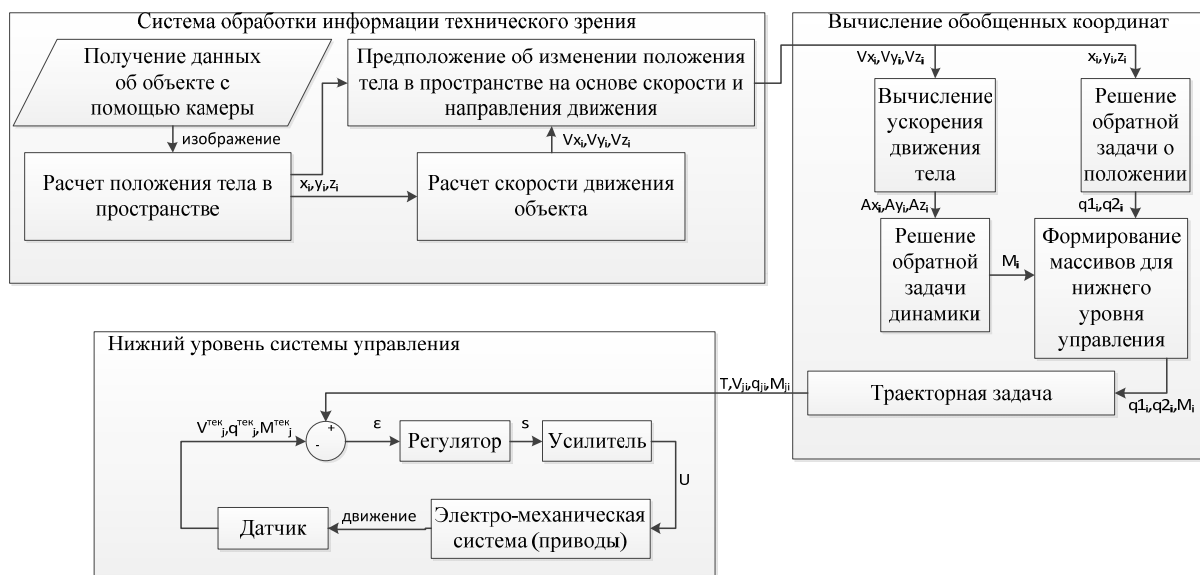 Система обработки информации технического зрения
Получение данных
об объекте с
помощью камеры
изображение
Расчет положения тела в
пространстве
xᵢ,yᵢ,zᵢ
Предположение об изменении положения
тела в пространстве на основе скорости и
направления движения
Vxᵢ,Vyᵢ,Vzᵢ
Расчет скорости движения
объекта
Вычисление обобщенных координат
Vxᵢ,Vyᵢ,Vzᵢ
xᵢ,yᵢ,zᵢ
Вычисление
ускорения
движения
тела
Решение
обратной
задачи о
положении
Axᵢ,Ayᵢ,Azᵢ
q1ᵢ,q2ᵢ
Решение
обратной
задачи
динамики
Mᵢ
Формирование
массивов для
нижнего
уровня
управления
q1ᵢ,q2ᵢ,Mᵢ
Траекторная задача
T,Vⱼᵢ,qⱼᵢ,Mⱼᵢ
Нижний уровень системы управления
Vᵗᵉᵏⱼ,qᵗᵉᵏⱼ,Mᵗᵉᵏⱼ
+
-
ε
Регулятор
s
Усилитель
U
Электро-механическая
система (приводы)
движение
Датчик